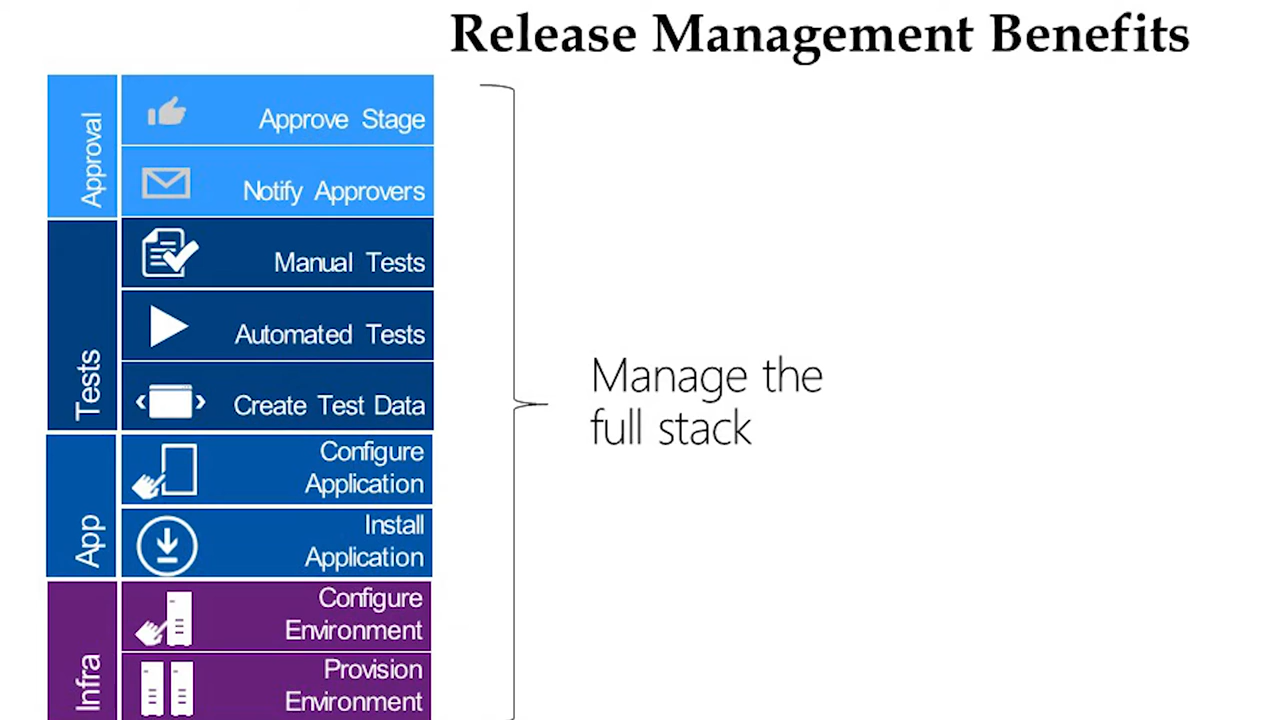 Release Management Benefits
Approval
Approve Stage
Notify Approvers
Tests
Manual Tests
Automated Tests
Create Test Data
App
Configure
Application
Install
Application
Infra
Configure
Environment
Provision
Environment
Manage the
full stack